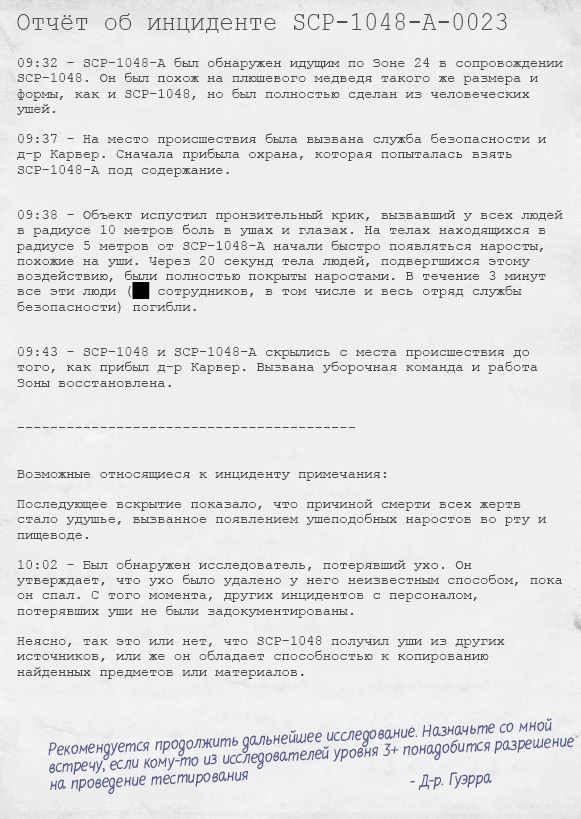 Отчёт об инциденте SCP-1048-A-0023
09:32 - SCP-1048-A был обнаружен идущим по Зоне 24 в сопровождении
SCP-1048. Он был похож на плюшевого медведя такого же размера и
формы, как и SCP-1048, но был полностью сделан из человеческих
ушей.
09:37 - На место происшествия была вызвана служба безопасности и
д-р Карвер. Сначала прибыла охрана, которая попыталась взять
SCP-1048-A под содержание.
09:38 - Объект испустил пронзительный крик, вызвавший у всех людей
в радиусе 10 метров боль в ушах и глазах. На телах находящихся в
радиусе 5 метров от SCP-1048-A начали быстро появляться наросты,
похожие на уши. Через 20 секунд тела людей, подвергшихся этому
воздействию, были полностью покрыты наростами. В течение 3 минут
все эти люди ( сотрудников, в том числе и весь отряд службы
безопасности) погибли.
09:43 - SCP-1048 и SCP-1048-A скрылись с места происшествия до
того, как прибыл д-р Карвер. Вызвана уборочная команда и работа
Зоны восстановлена.
-----------------------------------------
Возможные относящиеся к инциденту примечания:
Последующее вскрытие показало, что причиной смерти всех жертв
стало удушье, вызванное появлением ушеподобных наростов во рту и
пищеводе.
10:02 - Был обнаружен исследователь, потерявший ухо. Он
утверждает, что ухо было удалено у него неизвестным способом, пока
он спал. С того момента, других инцидентов с персоналом,
потерявших уши не были задокументированы.
Неясно, так это или нет, что SCP-1048 получил уши из других
источников, или же он обладает способностью к копированию
найденных предметов или материалов.
Рекомендуется продолжить дальнейшее исследование. Назначьте со мной
встречу, если кому-то из исследователей уровня 3+ понадобится разрешение
на проведение тестирования
- Д-р. Гуэрра